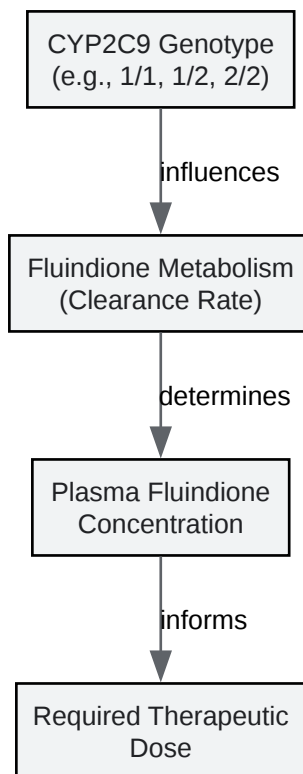 CYP2C9 Genotype
(e.g., 1/1, 1/2, 2/2)
influences
Fluindione Metabolism
(Clearance Rate)
determines
Plasma Fluindione
Concentration
informs
Required Therapeutic
Dose